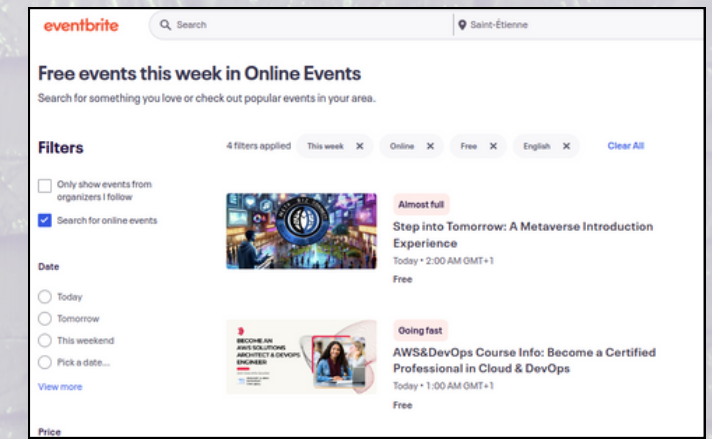 eventbrite
Search
Saint-Étienne
Free events this week in Online Events
Search for something you love or check out popular events in your area.
Filters
4 filters applied
This week X
Online X
Free X
English X
Clear All
Only show events from
organizers I follow
Search for online events
Date
Today
Tomorrow
This weekend
Pick a date...
View more
Price
Almost full
Step into Tomorrow: A Metaverse Introduction
Experience
Today • 2:00 AM GMT+1
Free
BECOME AN
AWS SOLUTIONS
ARCHITECT & DEVOPS
ENGINEER
Going fast
AWS&DevOps Course Info: Become a Certified
Professional in Cloud & DevOps
Today • 1:00 AM GMT+1
Free